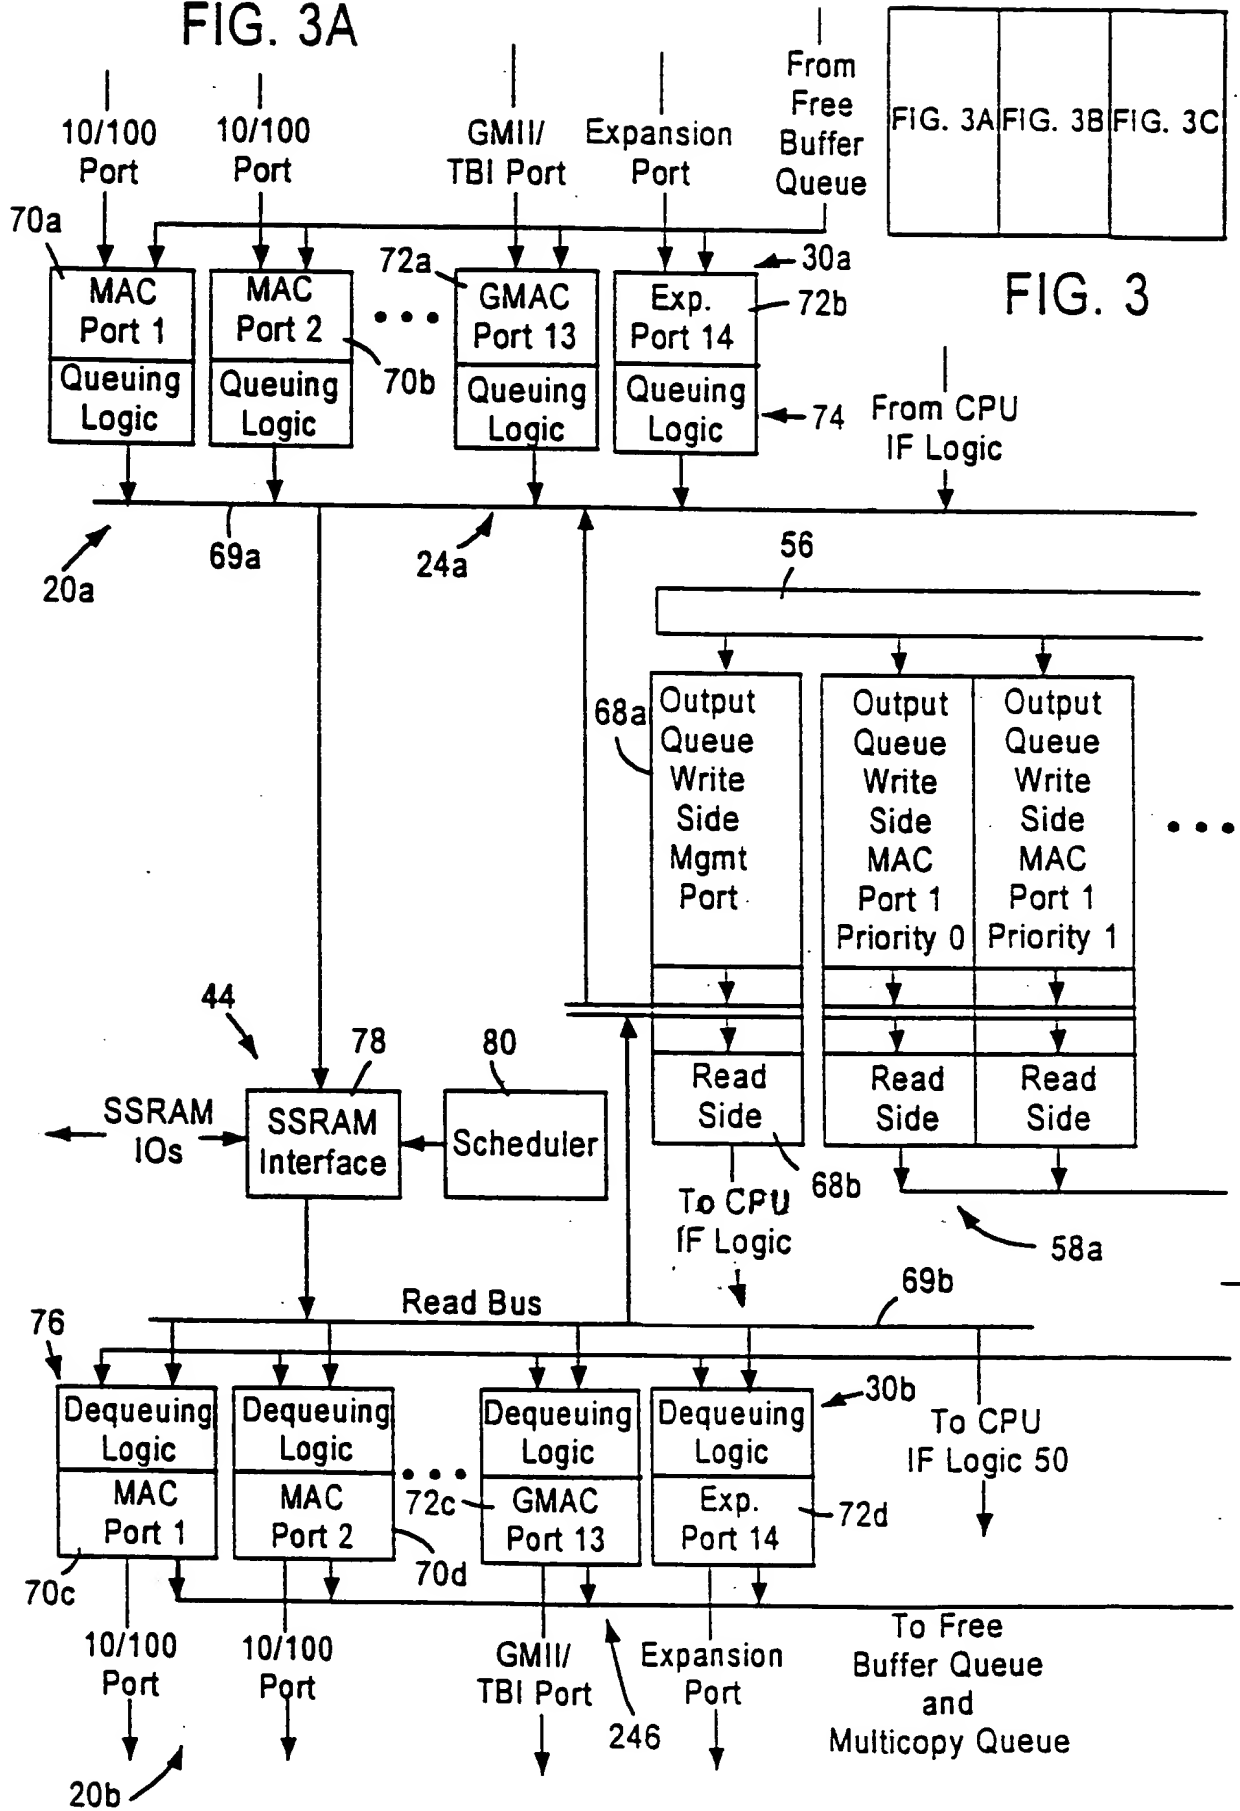 FIG. 3A
10/100
Port
10/100
Port
GMII/
TBI Port
Expansion
Port
From
Free
Buffer
Queue
FIG. 3A
FIG. 3B
FIG. 3C
FIG. 3
70a
MAC
Port 1
Queuing
Logic
MAC
Port 2
Queuing
Logic
70b
72a
GMAC
Port 13
Queuing
Logic
30a
Exp.
Port 14
72b
Queuing
Logic
74
From CPU
IF Logic
20a
69a
24a
56
68a
Output
Queue
Write
Side
Mgmt
Port
Output
Queue
Write
Side
MAC
Port 1
Priority 0
Output
Queue
Write
Side
MAC
Port 1
Priority 1
44
78
80
SSRAM
IOs
SSRAM
Interface
Scheduler
Read
Side
Read
Side
Read
Side
68b
To CPU
IF Logic
58a
Read Bus
69b
76
Dequeuing
Logic
MAC
Port 1
70c
Dequeuing
Logic
MAC
Port 2
70d
Dequeuing
Logic
72c
GMAC
Port 13
Dequeuing
Logic
Exp.
Port 14
30b
72d
To CPU
IF Logic 50
10/100
Port
10/100
Port
GMII/
TBI Port
Expansion
Port
To Free
Buffer Queue
and
Multicopy Queue
246
20b